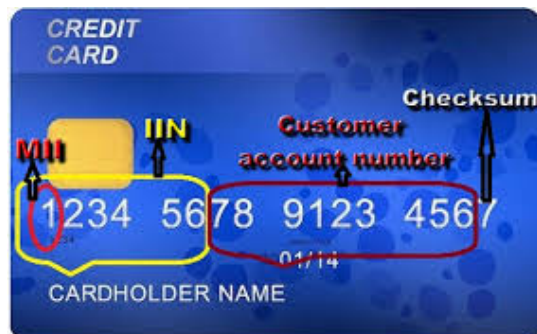 CREDIT
CARD
Checksum
IIN
Customer
MII
account number
1234 5678 9123 4567
01/14
CARDHOLDER NAME